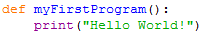 def myFirstProgram():
    print("Hello World!")